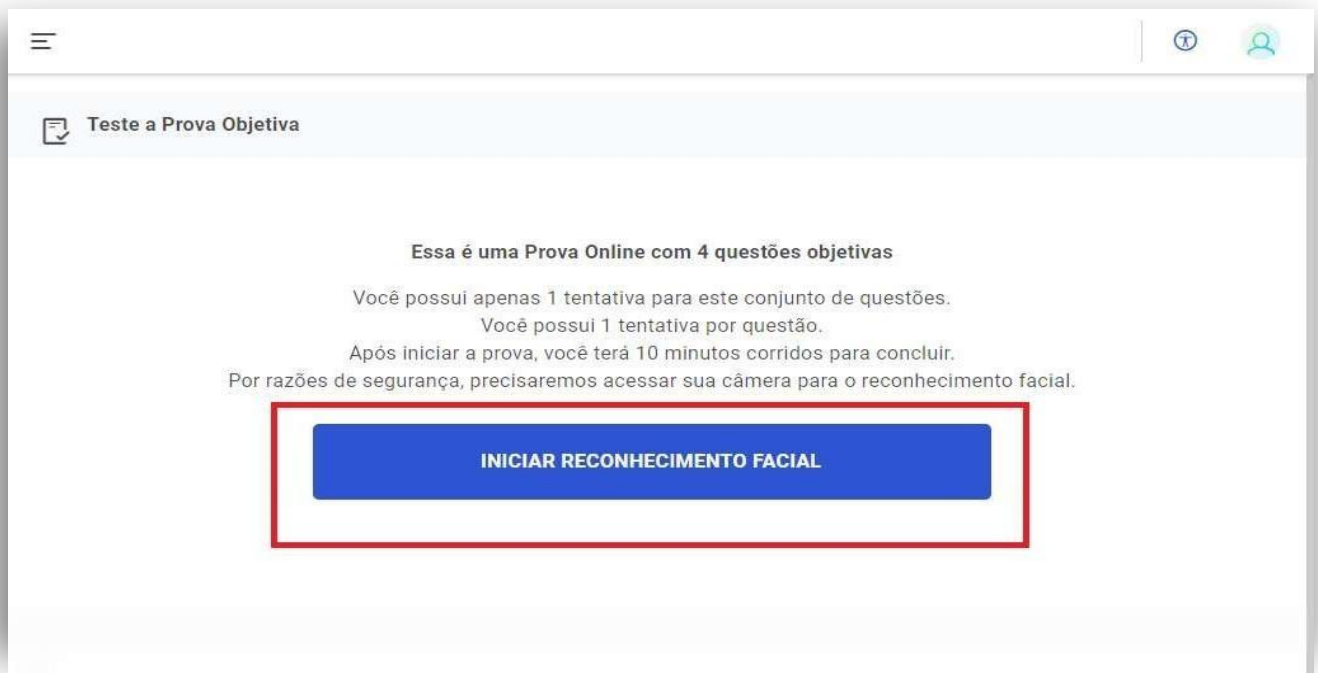 Teste a Prova Objetiva
Essa é uma Prova Online com 4 questões objetivas
Você possui apenas 1 tentativa para este conjunto de questões.
Você possui 1 tentativa por questão.
Após iniciar a prova, você terá 10 minutos corridos para concluir.
Por razões de segurança, precisaremos acessar sua câmera para o reconhecimento facial.
INICIAR RECONHECIMENTO FACIAL